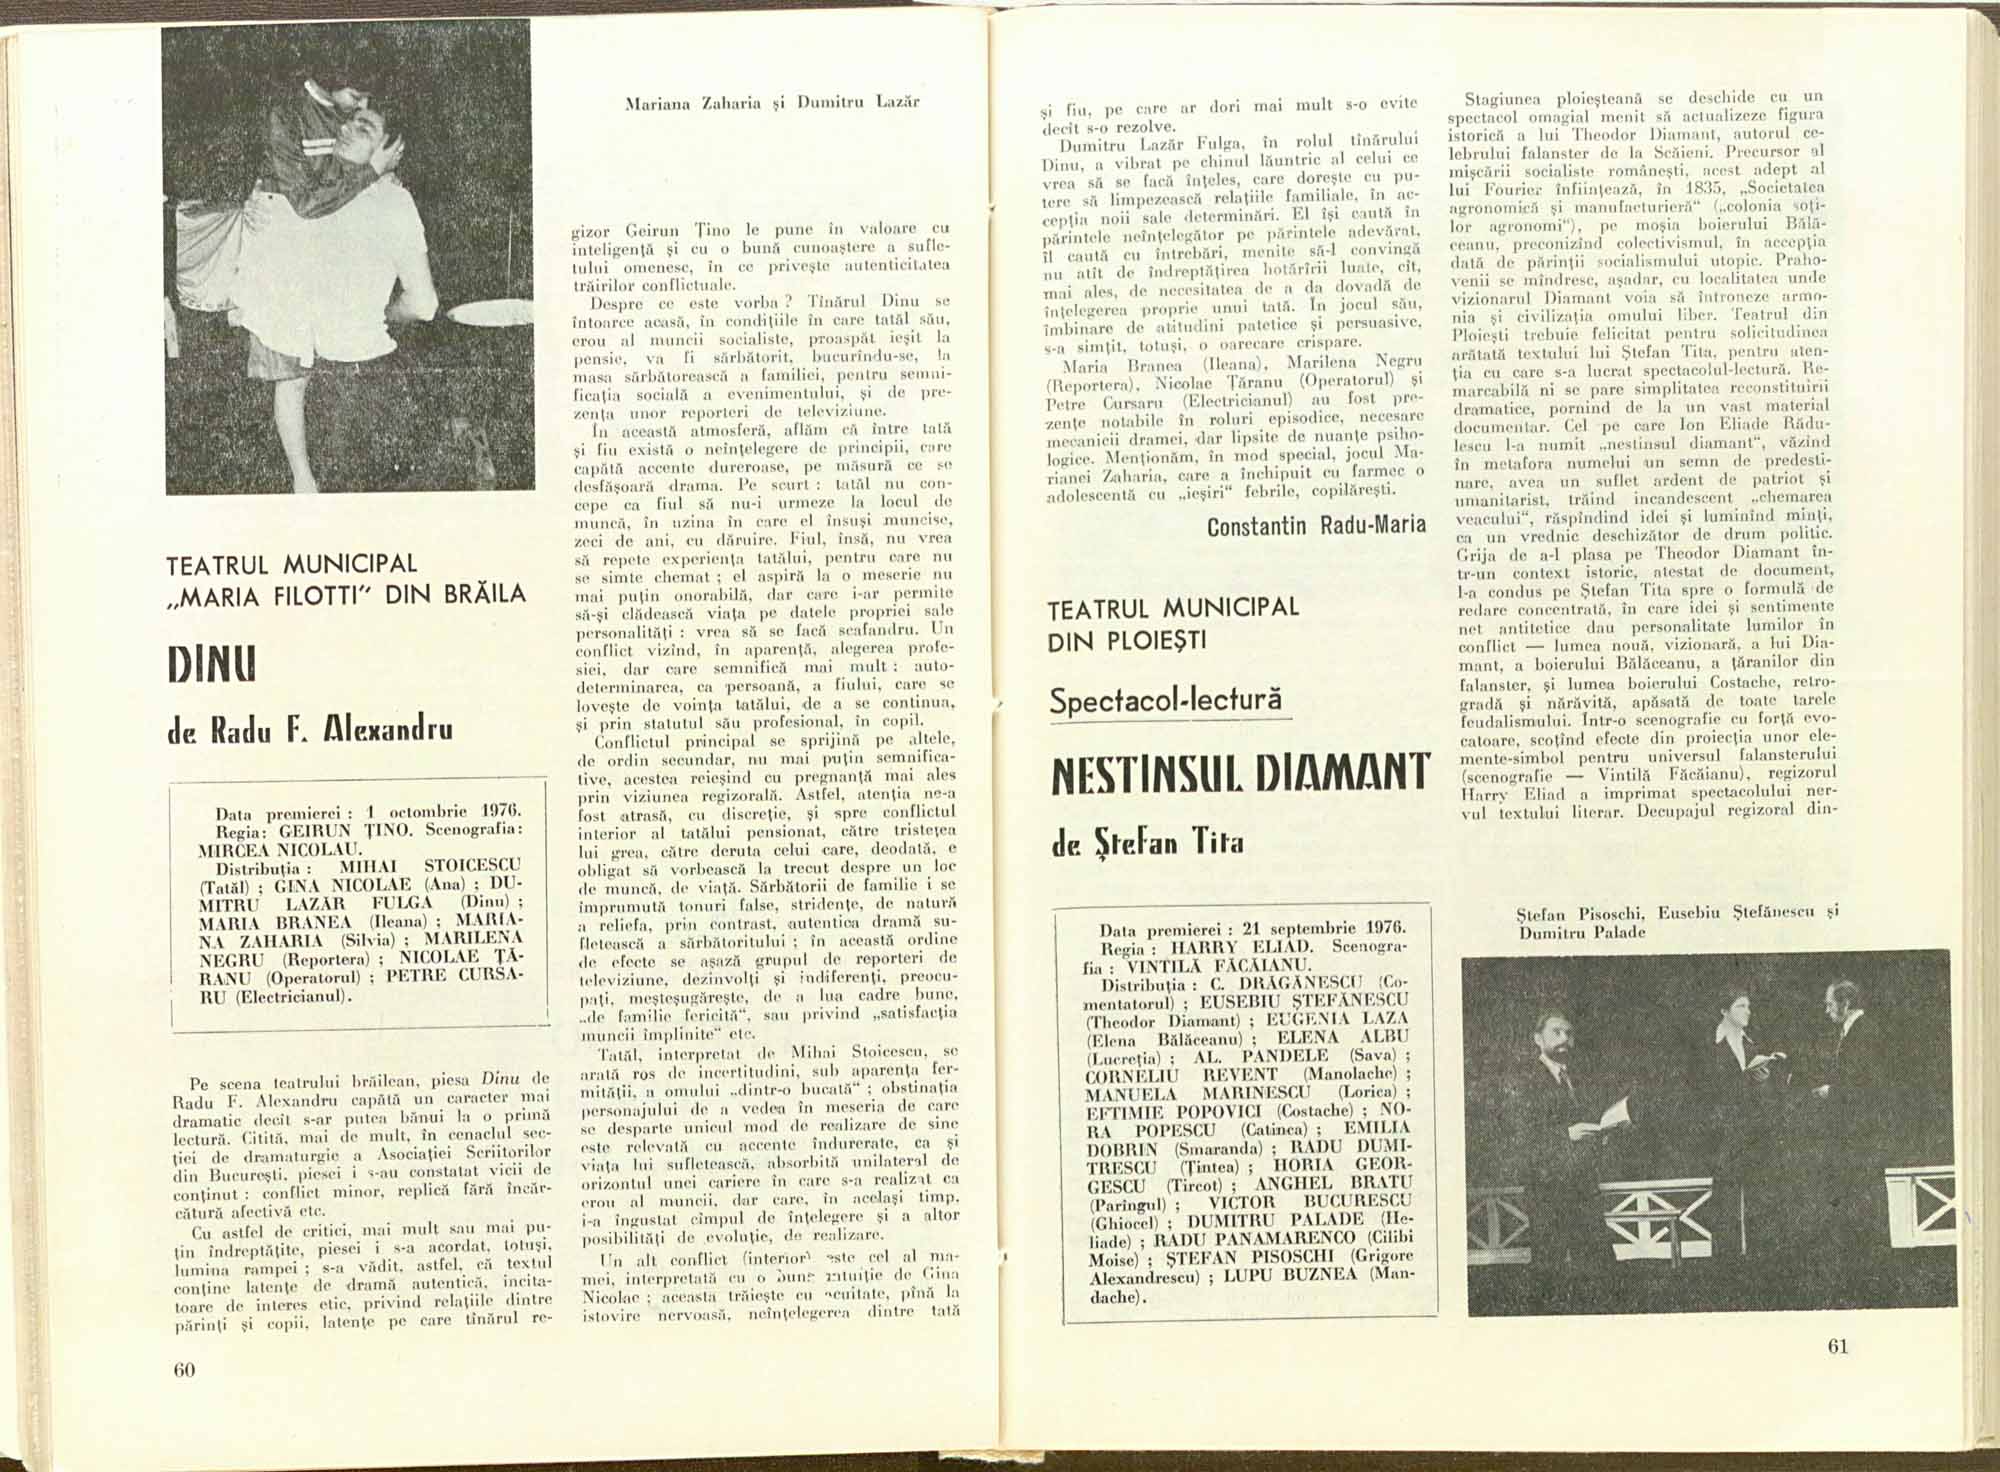 Mariana Zaharia și Dumitru Lazăr
TEATRUL MUNICIPAL
„MARIA FILOTTI” DIN BRĂILA
DINU
de Radu F. Alexandru
Data premierei : 1 octombrie 1976.
Regia: GEIRUN ȚINO. Scenografia:
MIRCEA NICOLAU.
Distribuția : MIHAI STOICESCU
(Tatăl) ; GINA NICOLAE (Ana) ; DU-
MITRU LAZĂR FULGA (Dinu) ;
MARIA BRANEA (Ileana) ; MARIA-
NA ZAHARIA (Silvia) ; MARILENA
NEGRU (Reportera) ; NICOLAE ȚĂ-
RANU (Operatorul) ; PETRE CURSA-
RU (Electricianul).
Pe scena teatrului brăilean, piesa Dinu de
Radu F. Alexandru capătă un caracter mai
dramatic decît s-ar putea bănui la o primă
lectură. Citită, mai de mult, în cenaclul sec-
ției de dramaturgie a Asociației Scriitorilor
din București, piesei i s-au constatat vicii de
conținut : conflict minor, replică fără încăr-
cătură afectivă etc.
Cu astfel de critici, mai mult sau mai pu-
țin îndreptățite, piesei i s-a acordat, totuși,
lumina rampei ; s-a vădit, astfel, că textul
conține latențe de dramă autentică, incita-
toare de interes etic, privind relațiile dintre
părinți și copii, latențe pe care tînărul re-
gizor Geirun Țino le pune în valoare cu
inteligență și cu o bună cunoaștere a sufle-
tului omenesc, în ce privește autenticitatea
trăirilor conflictuale.
Despre ce este vorba ? Tînărul Dinu se
întoarce acasă, în condițiile în care tatăl său,
erou al muncii socialiste, proaspăt ieșit la
pensie, va fi sărbătorit, bucurîndu-se, la
masa sărbătorească a familiei, pentru semni-
ficația socială a evenimentului, și de pre-
zența unor reporteri de televiziune.
În această atmosferă, aflăm că între tată
și fiu există o neînțelegere de principii, care
capătă accente dureroase, pe măsură ce se
desfășoară drama. Pe scurt : tatăl nu con-
cepe ca fiul să nu-i urmeze la locul de
muncă, în uzina în care el însuși muncise,
zeci de ani, cu dăruire. Fiul, însă, nu vrea
să repete experiența tatălui, pentru care nu
se simte chemat ; el aspiră la o meserie nu
mai puțin onorabilă, dar care i-ar permite
să-și clădească viața pe datele propriei sale
personalități : vrea să se facă scafandru. Un
conflict vizînd, în aparență, alegerea profe-
siei, dar care semnifică mai mult : auto-
determinarea, ca persoană, a fiului, care se
lovește de voința tatălui, de a se continua,
și prin statutul său profesional, în copil.
Conflictul principal se sprijină pe altele,
de ordin secundar, nu mai puțin semnifica-
tive, acestea reieșind cu pregnanță mai ales
prin viziunea regizorală. Astfel, atenția ne-a
fost atrasă, cu discreție, și spre conflictul
interior al tatălui pensionat, către tristețea
lui grea, către deruta celui care, deodată, e
obligat să vorbească la trecut despre un loc
de muncă, de viață. Sărbătorii de familie i se
împrumută tonuri false, stridențe, de natură
a reliefa, prin contrast, autentica dramă su-
fletească a sărbătoritului ; în această ordine
de efecte se așază grupul de reporteri de
televiziune, dezinvolți și indiferenți, preocu-
pați, meșteșugărește, de a lua cadre bune,
„de familie fericită“, sau privind „satisfacția
muncii împlinite“ etc.
Tatăl, interpretat de Mihai Stoicescu, se
arată ros de incertitudini, sub aparența fer-
mității, a omului „dintr-o bucată“ ; obstinația
personajului de a vedea în meseria de care
se desparte unicul mod de realizare de sine
este relevată cu accente îndurerate, ca și
viața lui sufletească, absorbită unilateral de
orizontul unei cariere în care s-a realizat ca
erou al muncii, dar care, în același timp,
i-a îngustat cîmpul de înțelegere și a altor
posibilități de evoluție, de realizare.
Un alt conflict (interior) este cel al ma-
mei, interpretată cu o bună intuiție de Gina
Nicolae ; aceasta trăiește cu acuitate, pînă la
istovire nervoasă, neînțelegerea dintre tată
60
și fiu, pe care ar dori mai mult s-o evite
decît s-o rezolve.
Dumitru Lazăr Fulga, în rolul tînărului
Dinu, a vibrat pe chinul lăuntric al celui ce
vrea să se facă înțeles, care dorește cu pu-
tere să limpezească relațiile familiale, în ac-
cepția noii sale determinări. El își caută în
părintele neînțelegător pe părintele adevărat,
îl caută cu întrebări, menite să-l convingă
nu atît de îndreptățirea hotărîrii luate, cît,
mai ales, de necesitatea de a da dovadă de
înțelegerea proprie unui tată. În jocul său,
îmbinare de atitudini patetice și persuasive,
s-a simțit, totuși, o oarecare crispare.
Maria Branea (Ileana), Marilena Negru
(Reportera), Nicolae Țăranu (Operatorul) și
Petre Cursaru (Electricianul) au fost pre-
zențe notabile în roluri episodice, necesare
mecanicii dramei, dar lipsite de nuanțe psiho-
logice. Menționăm, în mod special, jocul Ma-
rianei Zaharia, care a închipuit cu farmec o
adolescentă cu „ieșiri“ febrile, copilărești.
Constantin Radu-Maria
TEATRUL MUNICIPAL
DIN PLOIEȘTI
Spectacol-lectură
NESTINSUL DIAMANT
de Ștefan Tita
Data premierei : 21 septembrie 1976.
Regia : HARRY ELIAD. Scenogra-
fia : VINTILĂ FĂCĂIANU.
Distribuția : C. DRĂGĂNESCU (Co-
mentatorul) ; EUSEBIU ȘTEFĂNESCU
(Theodor Diamant) ; EUGENIA LAZA
(Elena Bălăceanu) ; ELENA ALBU
(Lucreția) ; AL. PANDELE (Sava) ;
CORNELIU REVENT (Manolache) ;
MANUELA MARINESCU (Lorica) ;
EFTIMIE POPOVICI (Costache) ; NO-
RA POPESCU (Catinca) ; EMILIA
DOBRIN (Smaranda) ; RADU DUMI-
TRESCU (Țintea) ; HORIA GEOR-
GESCU (Tircot) ; ANGHEL BRATU
(Paringul) ; VICTOR BUCURESCU
(Ghiocel) ; DUMITRU PALADE (He-
liade) ; RADU PANAMARENCO (Cilibi
Moise) ; ȘTEFAN PISOSCHI (Grigore
Alexandrescu) ; LUPU BUZNEA (Man-
dache).
Stagiunea ploieșteană se deschide cu un
spectacol omagial menit să actualizeze figura
istorică a lui Theodor Diamant, autorul ce-
lebrului falanster de la Scăieni. Precursor al
mișcării socialiste românești, acest adept al
lui Fourier înființează, în 1835, „Societatea
agronomică și manufacturieră“ („colonia soți-
lor agronomi“), pe moșia boierului Bălă-
ceanu, preconizînd colectivismul, în accepția
dată de părinții socialismului utopic. Praho-
venii se mîndresc, așadar, cu localitatea unde
vizionarul Diamant voia să întroneze armo-
nia și civilizația omului liber. Teatrul din
Ploiești trebuie felicitat pentru solicitudinea
arătată textului lui Ștefan Tita, pentru aten-
ția cu care s-a lucrat spectacolul-lectură. Re-
marcabilă ni se pare simplitatea reconstituirii
dramatice, pornind de la un vast material
documentar. Cel pe care Ion Eliade Rădu-
lescu l-a numit „nestinsul diamant“, văzînd
în metafora numelui un semn de predesti-
nare, avea un suflet ardent de patriot și
umanitarist, trăind incandescent „chemarea
veacului“, răspîndind idei și luminînd minți,
ca un vrednic deschizător de drum politic.
Grija de a-l plasa pe Theodor Diamant în-
tr-un context istoric, atestat de document,
l-a condus pe Ștefan Tita spre o formulă de
redare concentrată, în care idei și sentimente
net antitetice dau personalitate lumilor în
conflict — lumea nouă, vizionară, a lui Dia-
mant, a boierului Bălăceanu, a țăranilor din
falanster, și lumea boierului Costache, retro-
gradă și nărăvită, apăsată de toate tarele
feudalismului. Într-o scenografie cu forță evo-
catoare, scoțînd efecte din proiecția unor ele-
mente-simbol pentru universul falansterului
(scenografie — Vintilă Făcăianu), regizorul
Harry Eliad a imprimat spectacolului ner-
vul textului literar. Decupajul regizoral din-
Ștefan Pisoschi, Eusebiu Ștefănescu și
Dumitru Palade
61